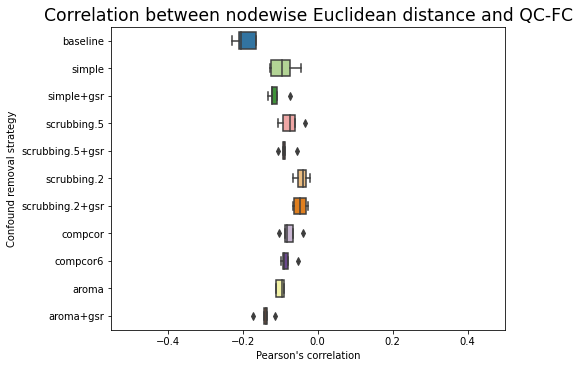 Correlation between nodewise Euclidean distance and QC-FC
Confound removal strategy
baseline
simple
simple+gsr
scrubbing.5
scrubbing.5+gsr
scrubbing.2
scrubbing.2+gsr
compcor
compcor6
aroma
aroma+gsr
−0.4 −0.2 0.0 0.2 0.4
Pearson's correlation